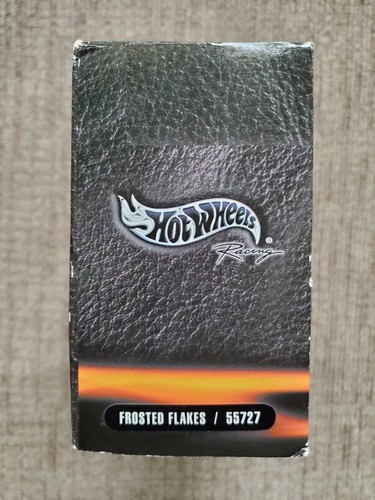 HOT WHEELS
®
Racing
FROSTED FLAKES / 55727